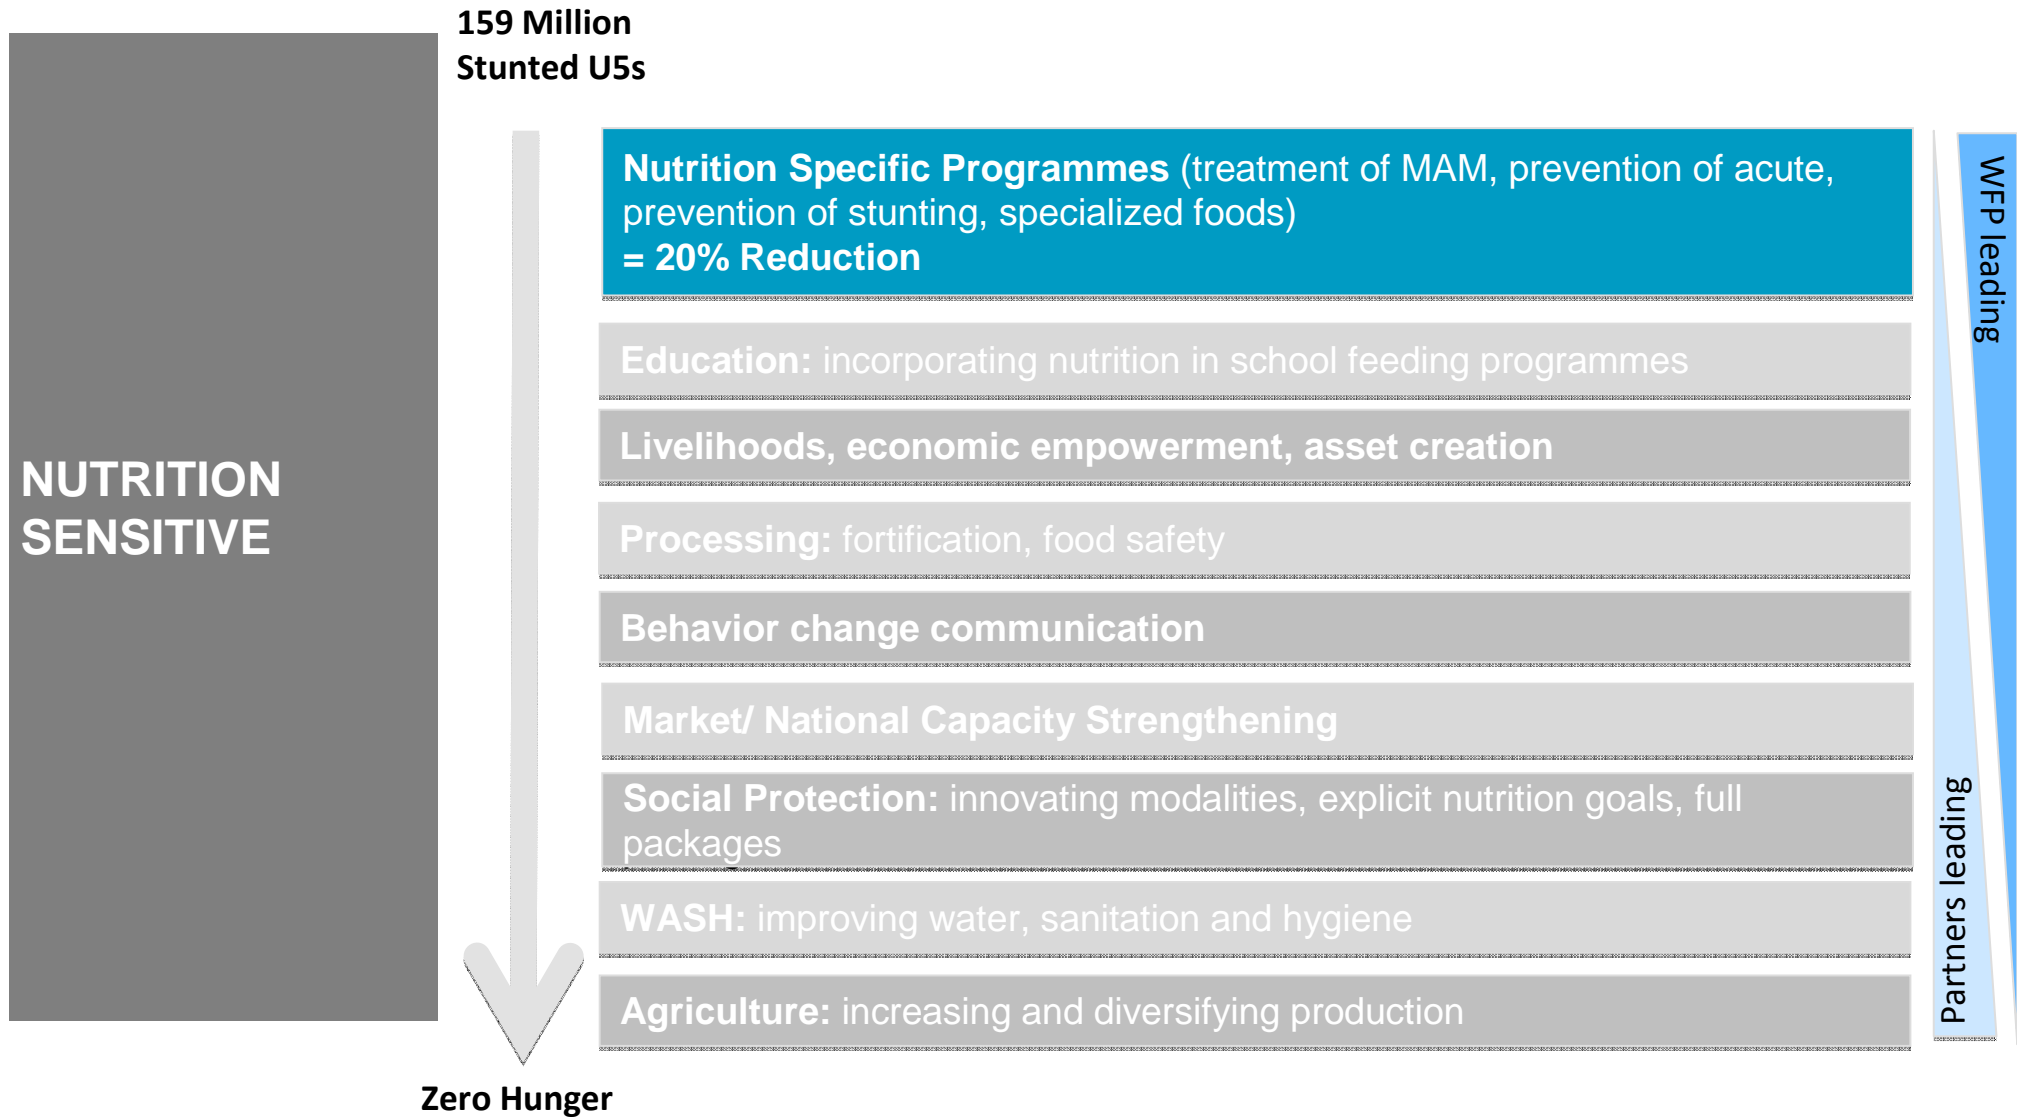 159 Million
Stunted U5s
NUTRITION
SENSITIVE
Nutrition Specific Programmes (treatment of MAM, prevention of acute,
prevention of stunting, specialized foods)
= 20% Reduction
Education: incorporating nutrition in school feeding programmes
Livelihoods, economic empowerment, asset creation
Processing: fortification, food safety
Behavior change communication
Market/ National Capacity Strengthening
Social Protection: innovating modalities, explicit nutrition goals, full
packages
WASH: improving water, sanitation and hygiene
Agriculture: increasing and diversifying production
WFP leading
Partners leading
Zero Hunger